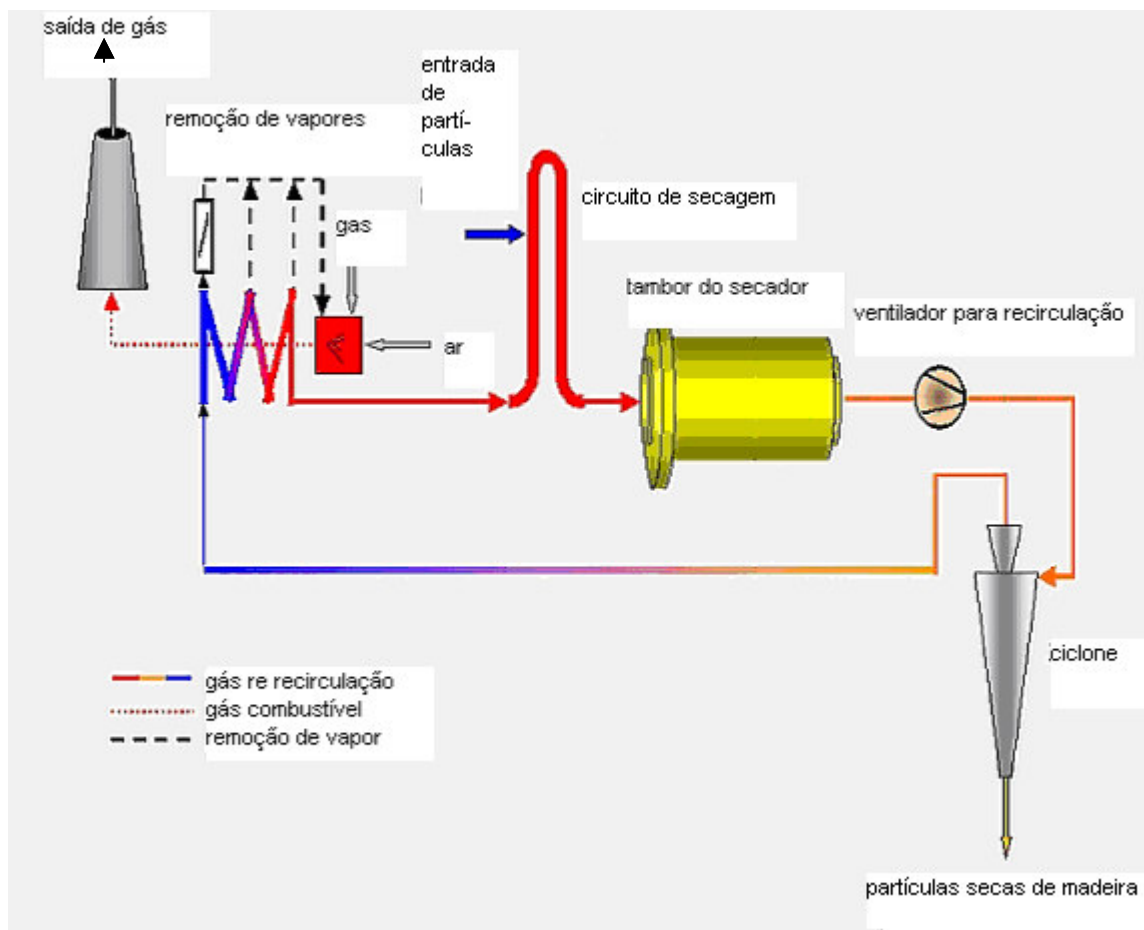 saída de gás
remoção de vapores
entrada
de
partí-
culas
gas
ar
circuito de secagem
tambor do secador
ventilador para recirculação
ciclone
gás re recirculação
gás combustível
remoção de vapor
partículas secas de madeira